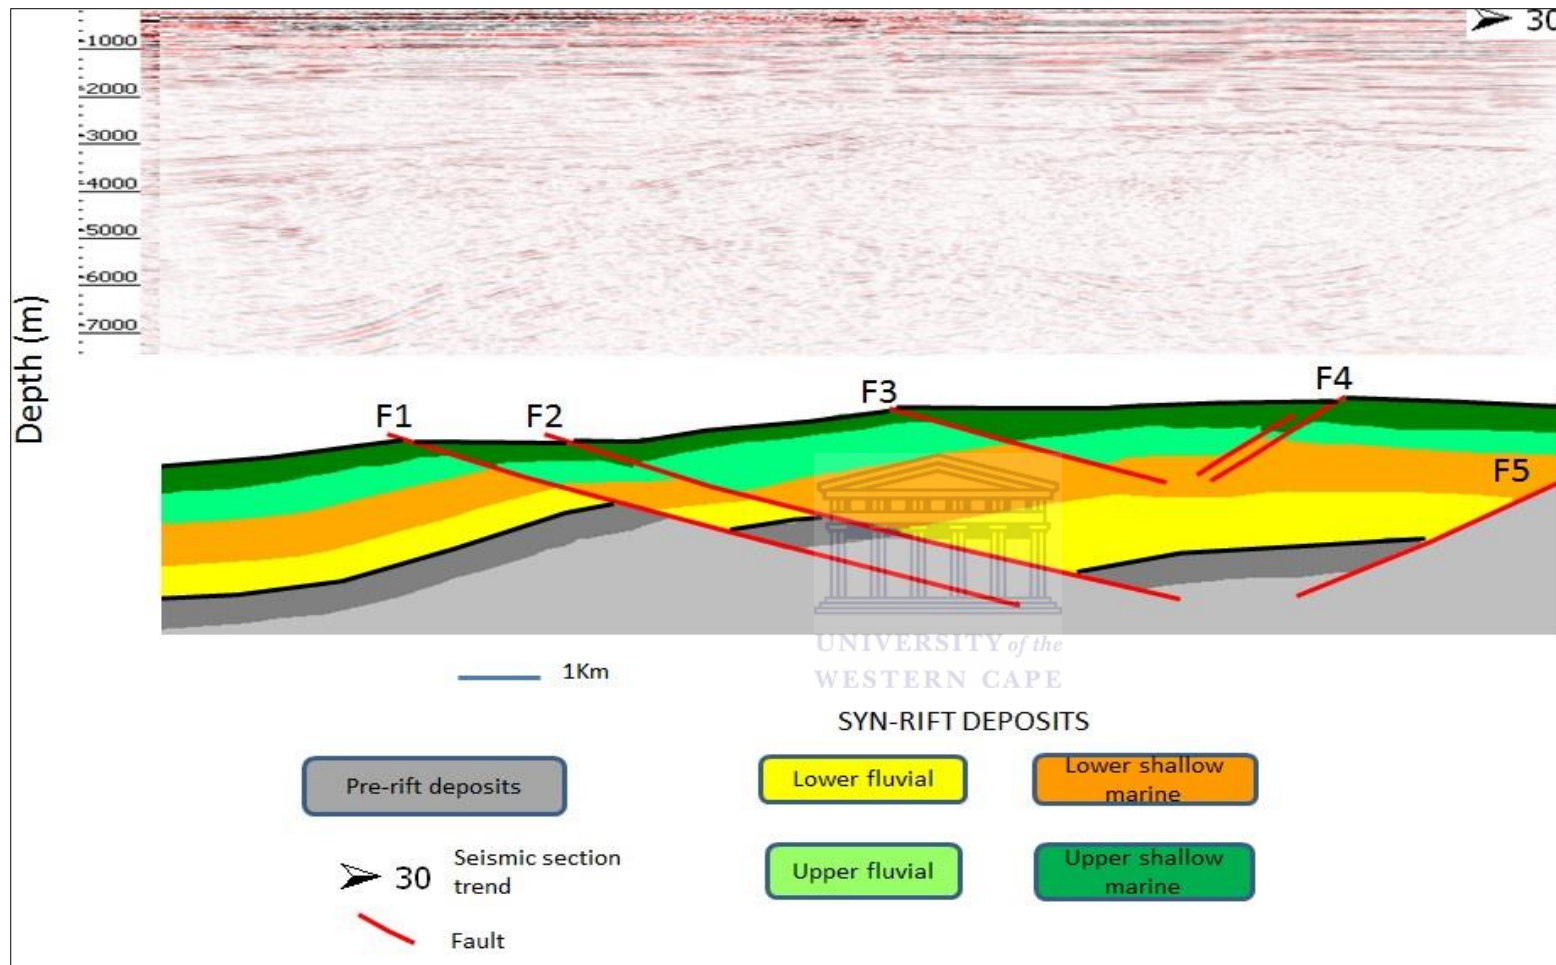 30
-1000
-2000
-3000
-4000
-5000
-6000
-7000
Depth (m)
F1
F2
F3
F4
F5
UNIVERSITY of the
WESTERN CAPE
1Km
SYN-RIFT DEPOSITS
Pre-rift deposits
Lower fluvial
Lower shallow
marine
30
Seismic section
trend
Upper fluvial
Upper shallow
marine
Fault